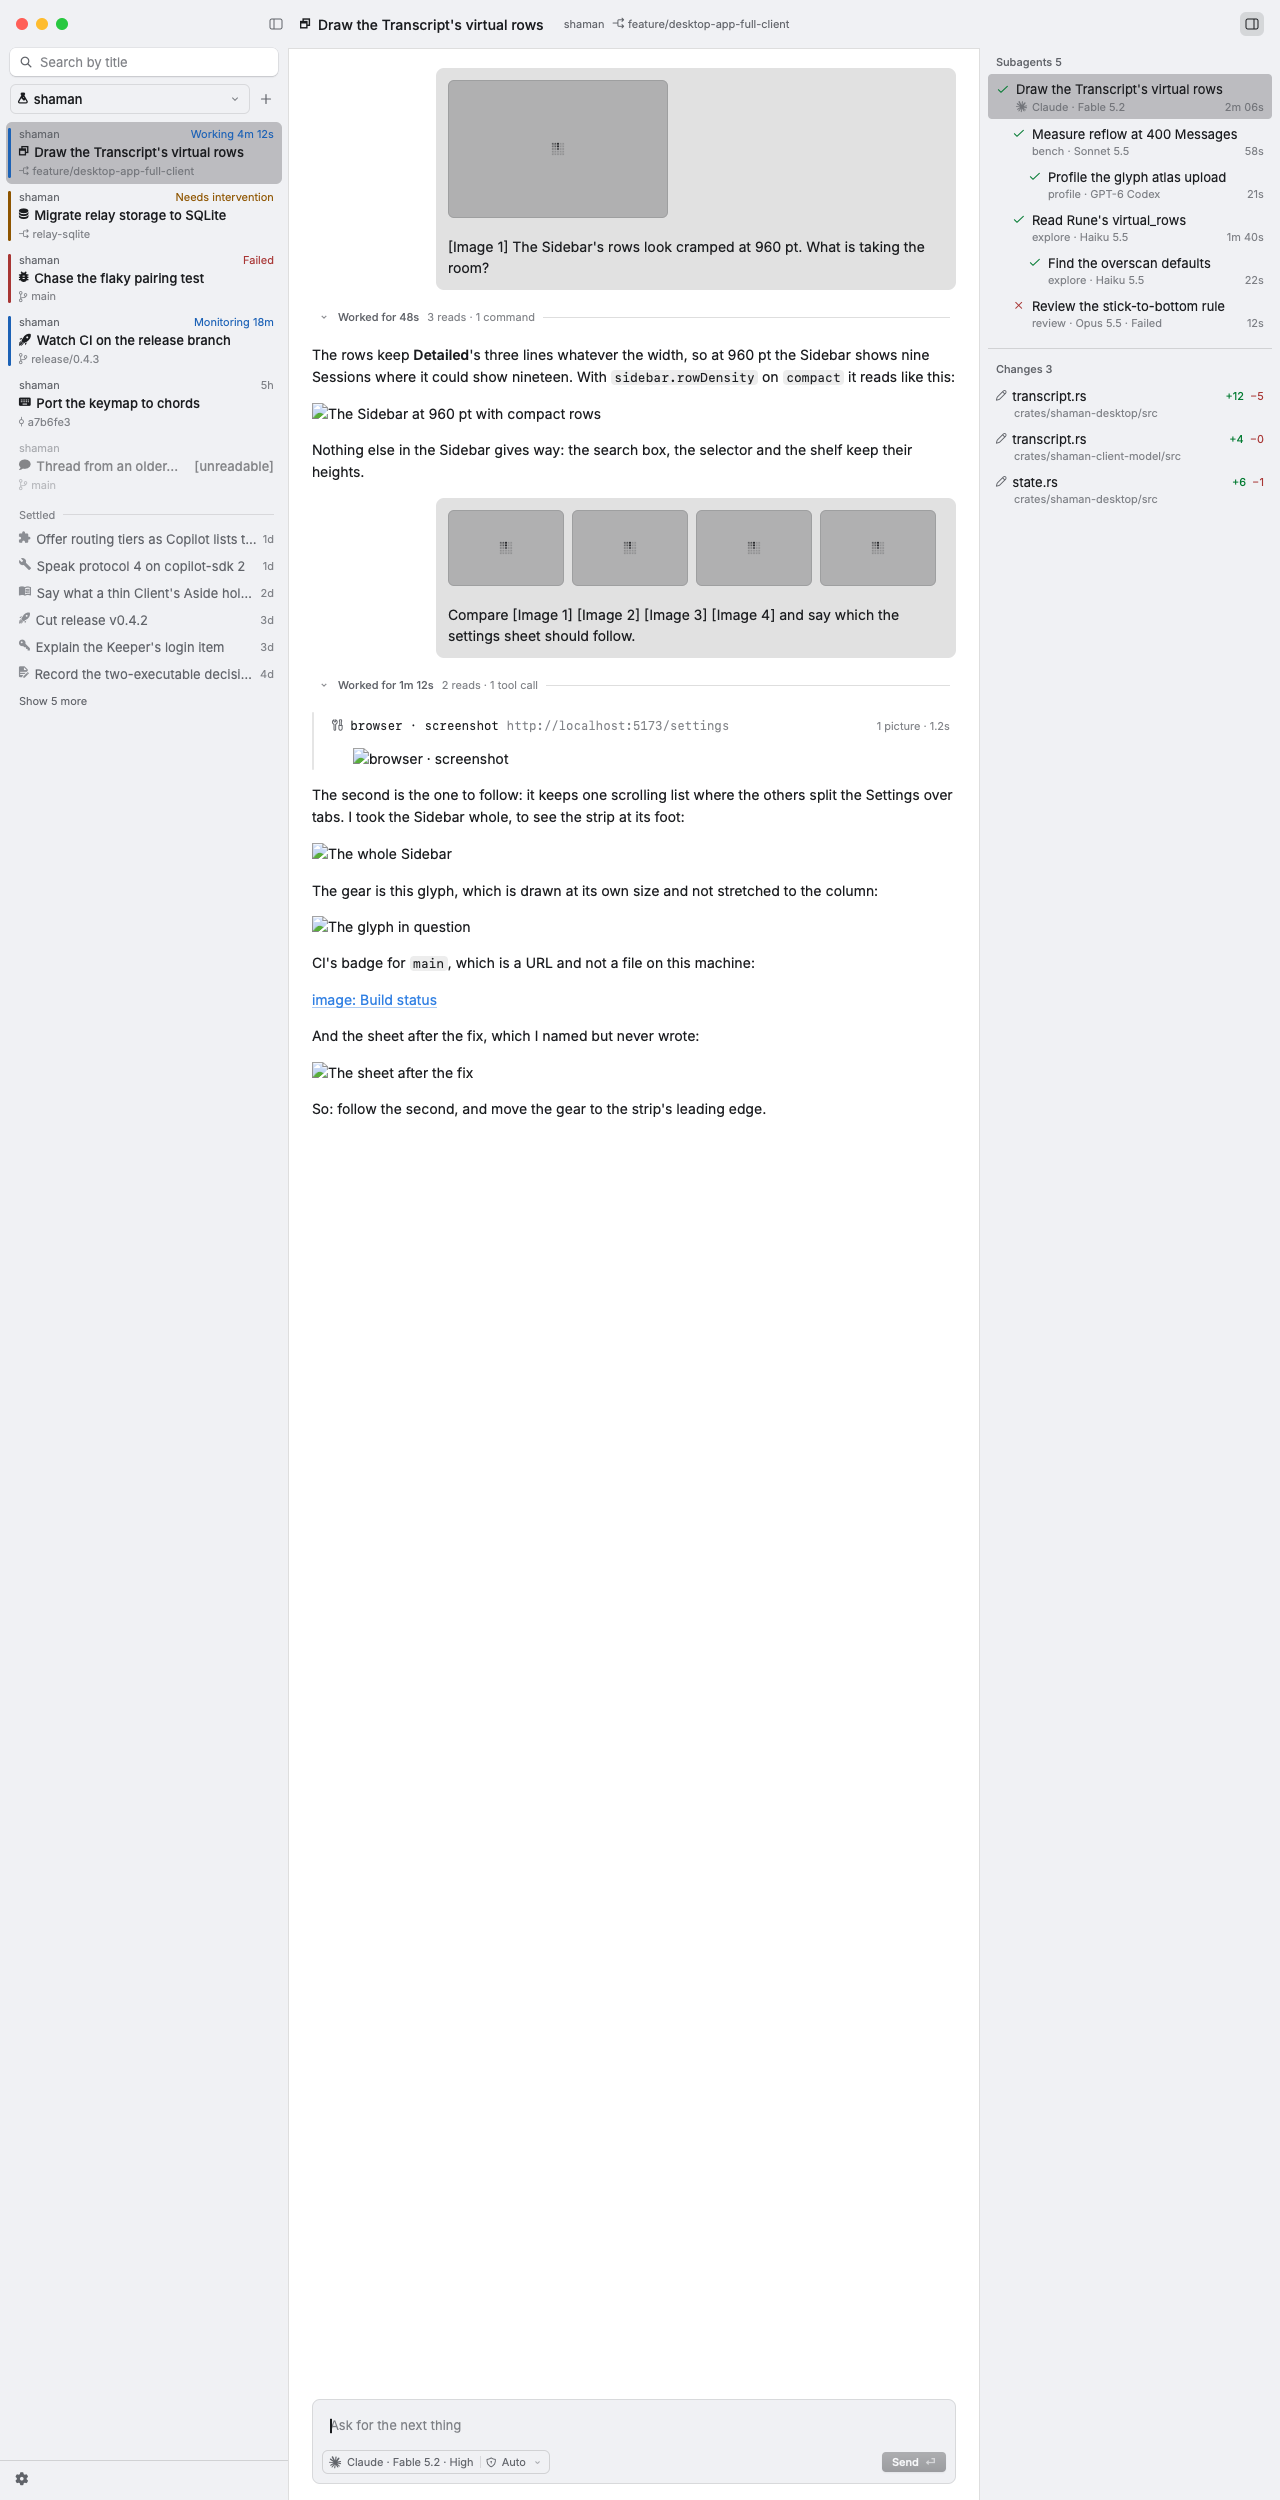 Draw the Transcript's virtual rows
shaman feature/desktop-app-full-client
Search by title
shaman
shaman Working 4m 12s
Draw the Transcript's virtual rows
feature/desktop-app-full-client
shaman Needs intervention
Migrate relay storage to SQLite
relay-sqlite
shaman Failed
Chase the flaky pairing test
main
shaman Monitoring 18m
Watch CI on the release branch
release/0.4.3
shaman 5h
Port the keymap to chords
a7b6fe3
shaman
Thread from an older... [unreadable]
main
Settled
Offer routing tiers as Copilot lists t... 1d
Speak protocol 4 on copilot-sdk 2 1d
Say what a thin Client's Aside hol... 2d
Cut release v0.4.2 3d
Explain the Keeper's login item 3d
Record the two-executable decisi... 4d
Show 5 more
[Image 1] The Sidebar's rows look cramped at 960 pt. What is taking the
room?
Worked for 48s 3 reads · 1 command
The rows keep Detailed's three lines whatever the width, so at 960 pt the Sidebar shows nine
Sessions where it could show nineteen. With sidebar.rowDensity on compact it reads like this:
The Sidebar at 960 pt with compact rows
Nothing else in the Sidebar gives way: the search box, the selector and the shelf keep their
heights.
Compare [Image 1] [Image 2] [Image 3] [Image 4] and say which the
settings sheet should follow.
Worked for 1m 12s 2 reads · 1 tool call
browser · screenshot http://localhost:5173/settings 1 picture · 1.2s
browser · screenshot
The second is the one to follow: it keeps one scrolling list where the others split the Settings over
tabs. I took the Sidebar whole, to see the strip at its foot:
The whole Sidebar
The gear is this glyph, which is drawn at its own size and not stretched to the column:
The glyph in question
CI's badge for main, which is a URL and not a file on this machine:
image: Build status
And the sheet after the fix, which I named but never wrote:
The sheet after the fix
So: follow the second, and move the gear to the strip's leading edge.
Ask for the next thing
Claude · Fable 5.2 · High Auto Send
Subagents 5
Draw the Transcript's virtual rows
Claude · Fable 5.2 2m 06s
Measure reflow at 400 Messages
bench · Sonnet 5.5 58s
Profile the glyph atlas upload
profile · GPT-6 Codex 21s
Read Rune's virtual_rows
explore · Haiku 5.5 1m 40s
Find the overscan defaults
explore · Haiku 5.5 22s
Review the stick-to-bottom rule
review · Opus 5.5 · Failed 12s
Changes 3
transcript.rs +12 −5
crates/shaman-desktop/src
transcript.rs +4 −0
crates/shaman-client-model/src
state.rs +6 −1
crates/shaman-desktop/src